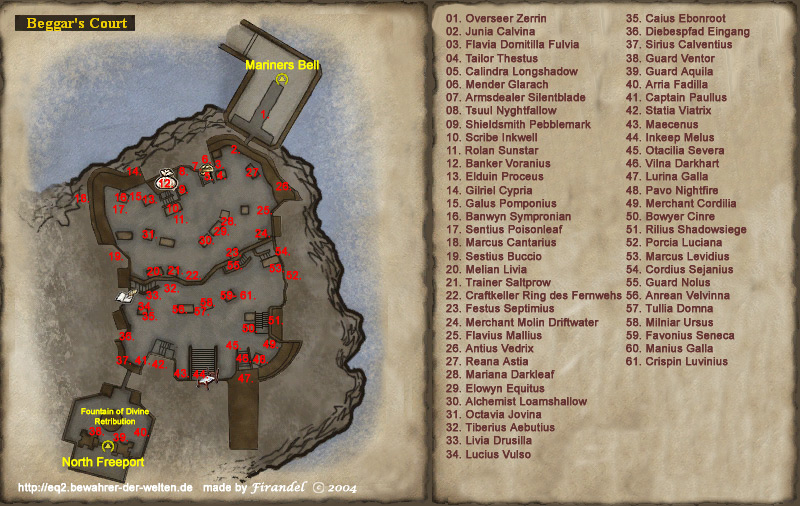 Beggar's Court
Mariners Bell
Fountain of Divine
Retribution
North Freeport
http://eq2.bewahrer-der-welten.de made by Firandel © 2004
01. Overseer Zerrin
02. Junia Calvina
03. Flavia Domitilla Fulvia
04. Tailor Thestus
05. Calindra Longshadow
06. Mender Glarach
07. Armsdealer Silentblade
08. Tsuul Nyghtfallow
09. Shieldsmith Pebblemark
10. Scribe Inkwell
11. Rolan Sunstar
12. Banker Voranius
13. Elduin Proceus
14. Gilriel Cypria
15. Galus Pomponius
16. Banwyn Sympronian
17. Sentius Poisonleaf
18. Marcus Cantarius
19. Sestius Buccio
20. Melian Livia
21. Trainer Saltprow
22. Craftkeller Ring des Fernwehs
23. Festus Septimius
24. Merchant Molin Driftwater
25. Flavius Mallius
26. Antius Vedrix
27. Reana Astia
28. Mariana Darkleaf
29. Elowyn Equitus
30. Alchemist Loamshallow
31. Octavia Jovina
32. Tiberius Aebutius
33. Livia Drusilla
34. Lucius Vulso
35. Caius Ebonroot
36. Diebespfad Eingang
37. Sirius Calventius
38. Guard Ventor
39. Guard Aquila
40. Arria Fadilla
41. Captain Paullus
42. Statia Viatrix
43. Maecenus
44. Inkeep Melus
45. Otacilia Severa
46. Vilna Darkhart
47. Lurina Galla
48. Pavo Nightfire
49. Merchant Cordilia
50. Bowyer Cinre
51. Rilius Shadowsiege
52. Porcia Luciana
53. Marcus Levidius
54. Cordius Sejanius
55. Guard Nolus
56. Anrean Velvinna
57. Tullia Domna
58. Milniar Ursus
59. Favonius Seneca
60. Manius Galla
61. Crispin Luvinius